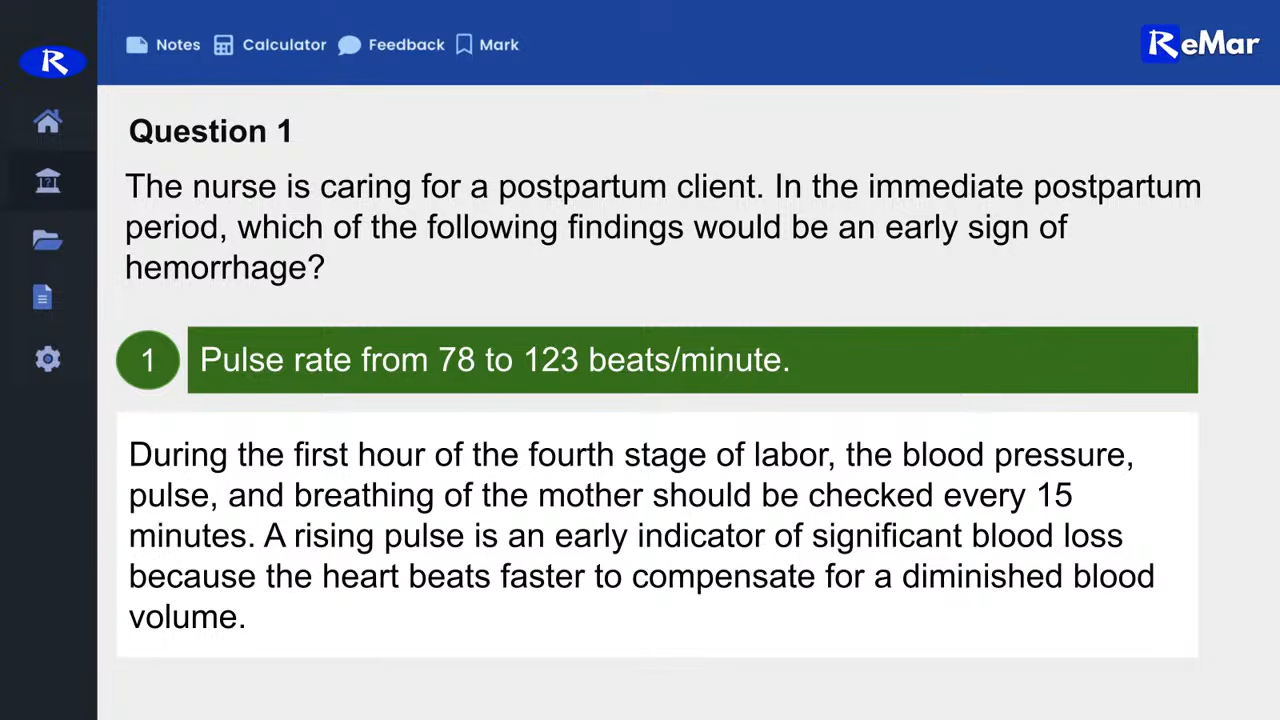 Notes Calculator Feedback Mark
ReMar
R
Question 1
The nurse is caring for a postpartum client. In the immediate postpartum
period, which of the following findings would be an early sign of
hemorrhage?
1 Pulse rate from 78 to 123 beats/minute.
During the first hour of the fourth stage of labor, the blood pressure,
pulse, and breathing of the mother should be checked every 15
minutes. A rising pulse is an early indicator of significant blood loss
because the heart beats faster to compensate for a diminished blood
volume.